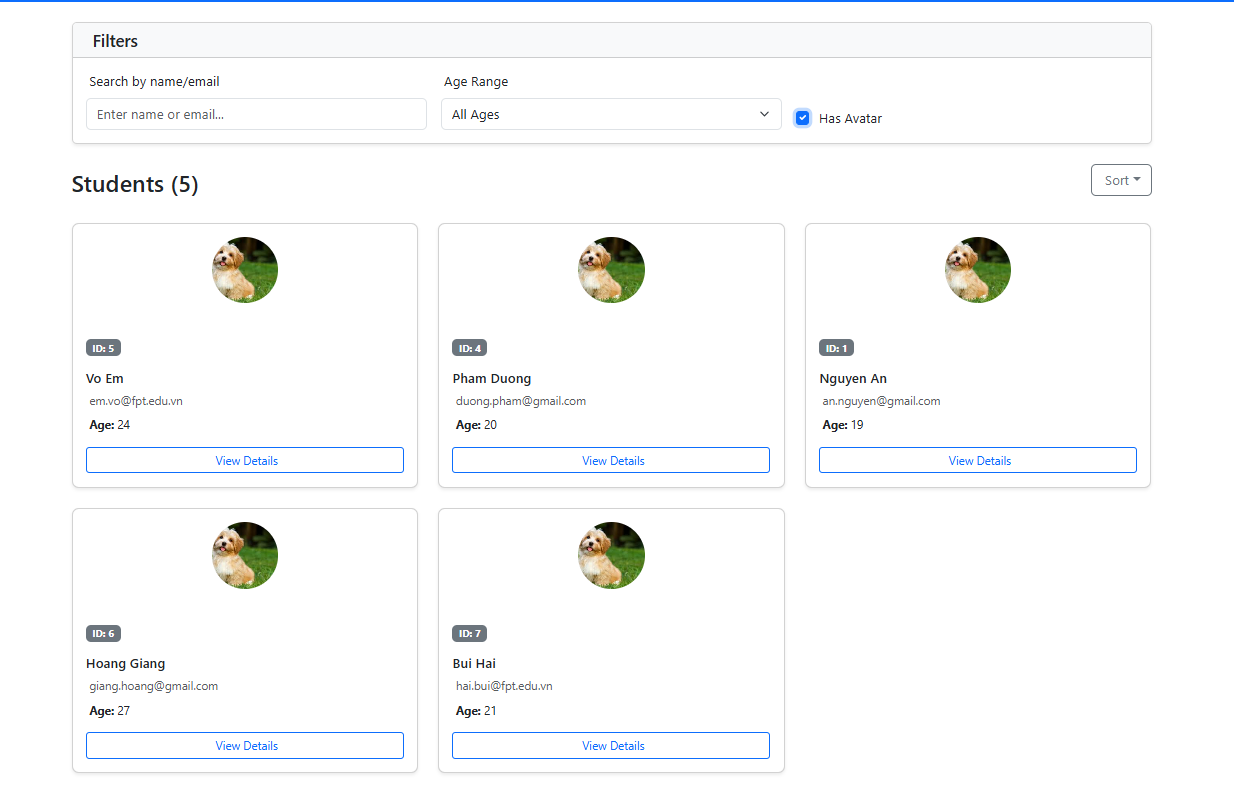 Filters
Search by name/email
Age Range
Enter name or email...
All Ages
Has Avatar
Students (5)
Sort
ID: 5
Vo Em
em.vo@fpt.edu.vn
Age: 24
View Details
ID: 4
Pham Duong
duong.pham@gmail.com
Age: 20
View Details
ID: 1
Nguyen An
an.nguyen@gmail.com
Age: 19
View Details
ID: 6
Hoang Giang
giang.hoang@gmail.com
Age: 27
View Details
ID: 7
Bui Hai
hai.bui@fpt.edu.vn
Age: 21
View Details